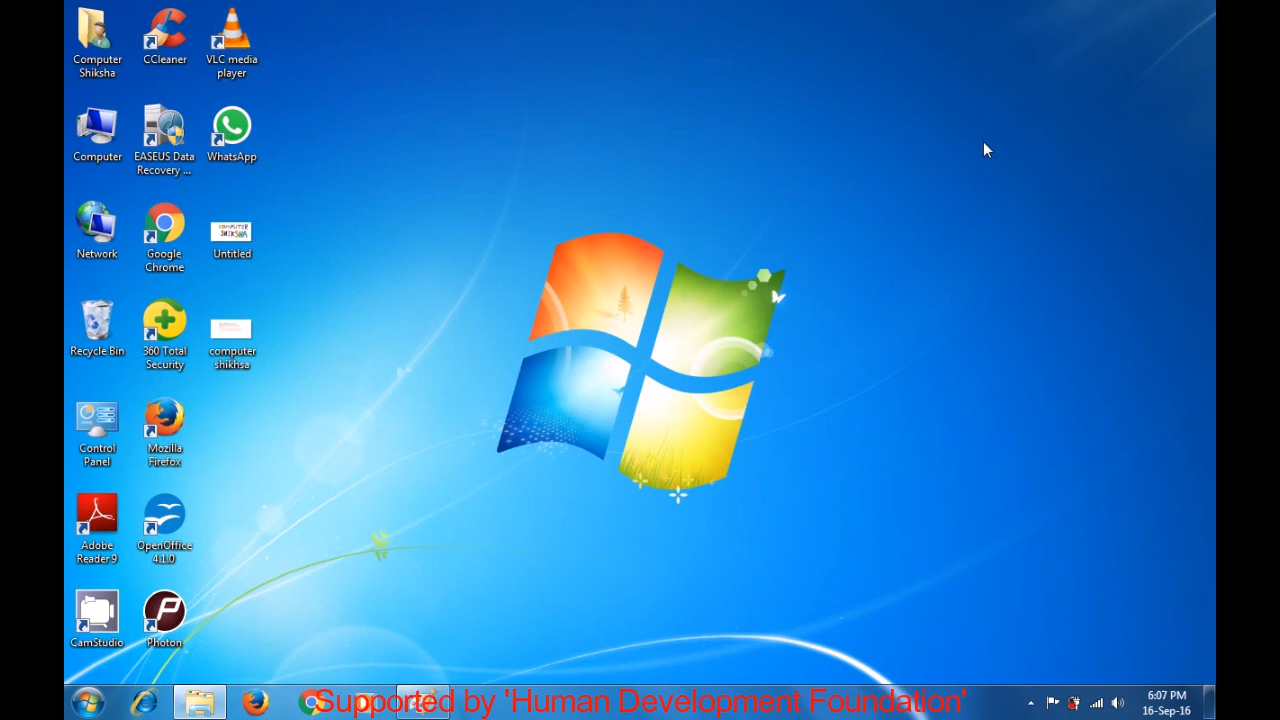 Computer
Shiksha
CCleaner
VLC media
player
Computer
EASEUS Data
Recovery ...
WhatsApp
Network
Google
Chrome
COMPUTER
SHIKSHA
Untitled
Recycle Bin
360 Total
Security
computer
shikhsa
Control
Panel
Mozilla
Firefox
Adobe
Reader 9
OpenOffice
4.1.0
CamStudio
Photon
Supported by 'Human Development Foundation'
6:07 PM
16-Sep-16